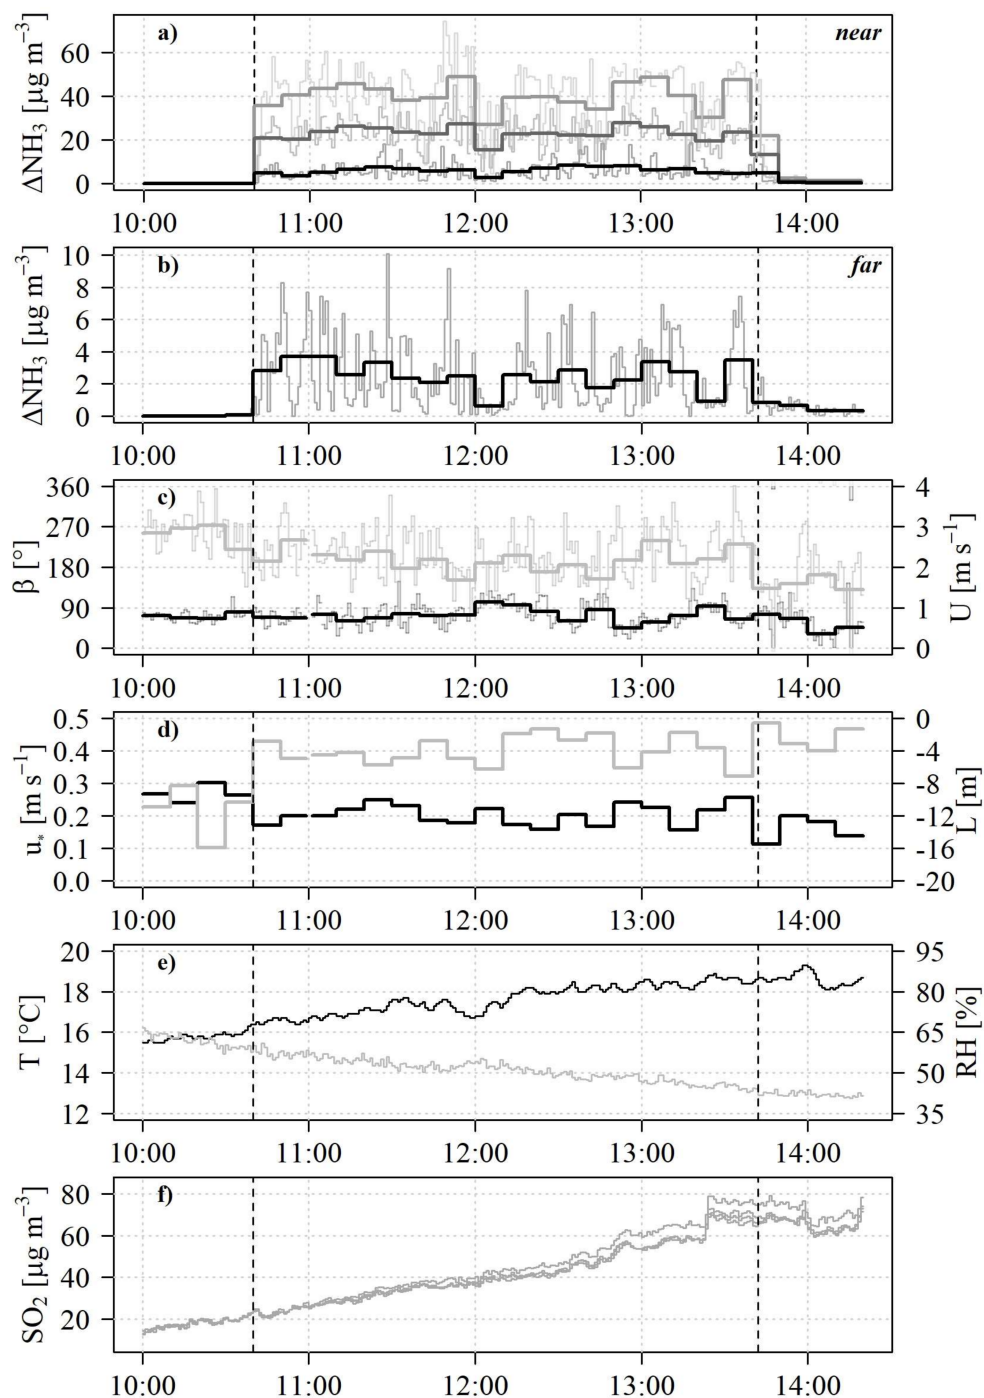 a)
near
ΔNH₃ [µg m⁻³]
60
40
20
0
10:00 11:00 12:00 13:00 14:00
b)
far
ΔNH₃ [µg m⁻³]
10
8
6
4
2
0
10:00 11:00 12:00 13:00 14:00
c)
β [°]
360
270
180
90
0
U [m s⁻¹]
4
3
2
1
0
10:00 11:00 12:00 13:00 14:00
d)
u* [m s⁻¹]
0.5
0.4
0.3
0.2
0.1
0.0
L [m]
0
-4
-8
-12
-16
-20
10:00 11:00 12:00 13:00 14:00
e)
T [°C]
20
18
16
14
12
RH [%]
95
80
65
50
35
10:00 11:00 12:00 13:00 14:00
f)
SO₂ [µg m⁻³]
80
60
40
20
10:00 11:00 12:00 13:00 14:00